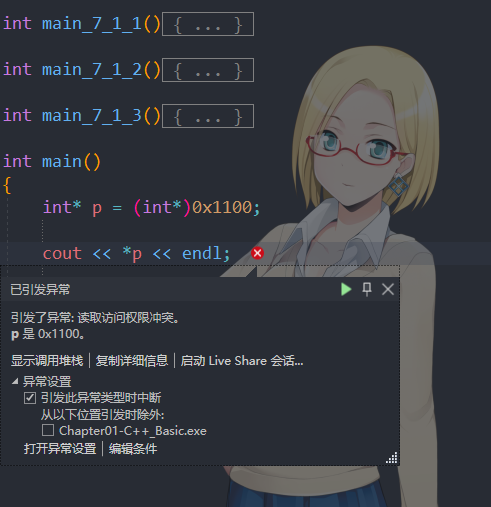 int main_7_1_1(){ ... }
int main_7_1_2(){ ... }
int main_7_1_3(){ ... }
int main()
{
int* p = (int*)0x1100;
cout << *p << endl;
已引发异常
引发了异常: 读取访问权限冲突。
p 是 0x1100。
显示调用堆栈 | 复制详细信息 | 启动 Live Share 会话...
异常设置
引发此异常类型时中断
从以下位置引发时除外:
Chapter01-C++_Basic.exe
打开异常设置 | 编辑条件